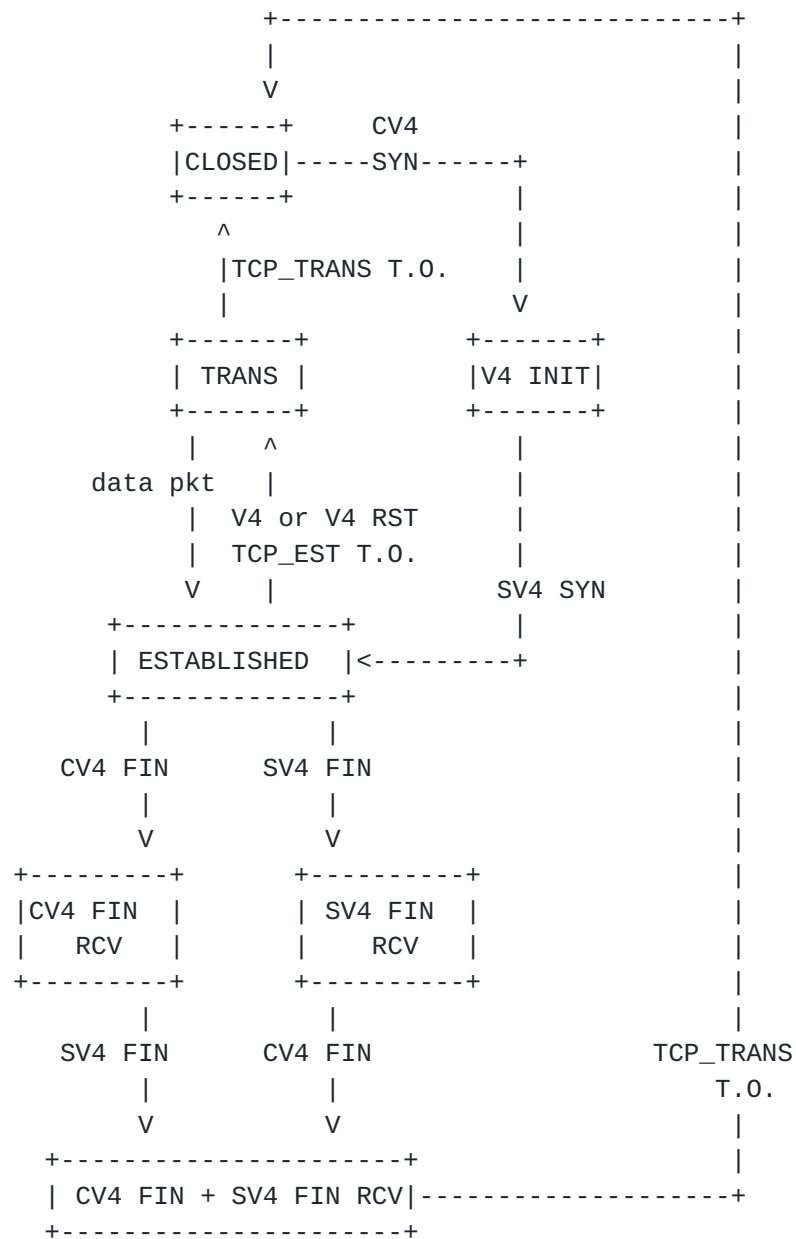 CV4
CLOSED
SYN
TCP_TRANS T.O.
TRANS
V4 INIT
data pkt
V4 or V4 RST
TCP_EST T.O.
SV4 SYN
ESTABLISHED
CV4 FIN
SV4 FIN
CV4 FIN
SV4 FIN
RCV
RCV
SV4 FIN
CV4 FIN
TCP_TRANS
T.O.
CV4 FIN + SV4 FIN RCV